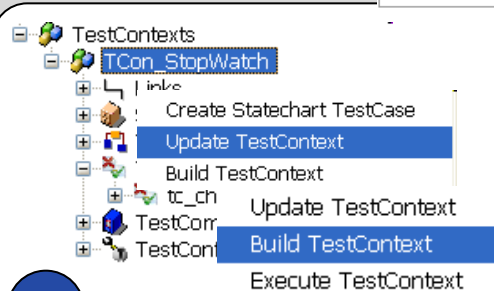 TestContexts
TCon_StopWatch
Links
Create Statechart TestCase
Update TestContext
Build TestContext
tc_ch
Update TestContext
TestCom
Build TestContext
TestCon
Execute TestContext